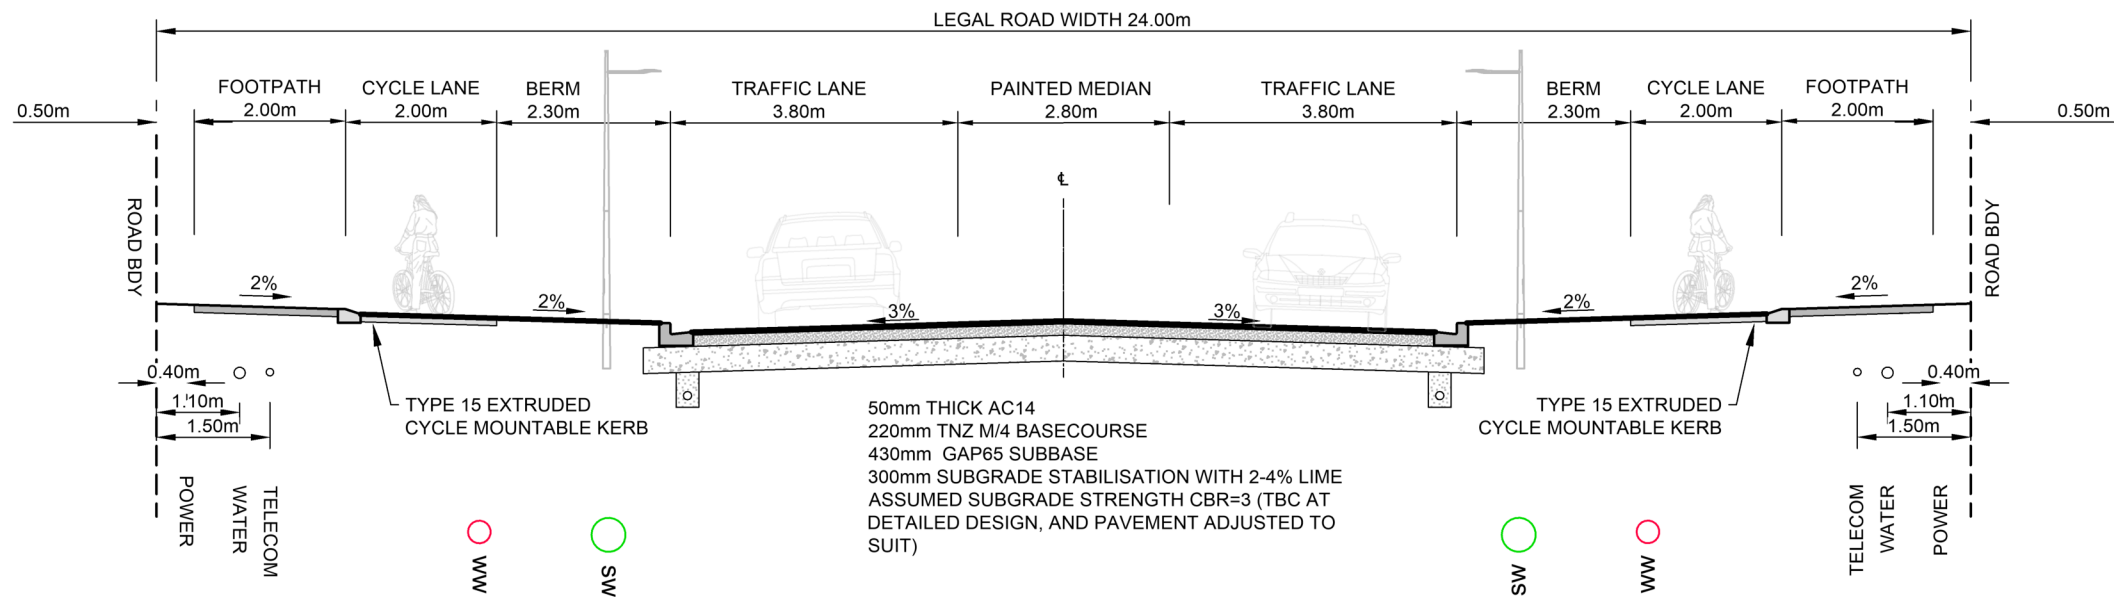 LEGAL ROAD WIDTH 24.00m
FOOTPATH CYCLE LANE BERM TRAFFIC LANE PAINTED MEDIAN TRAFFIC LANE BERM CYCLE LANE FOOTPATH
0.50m 2.00m 2.00m 2.30m 3.80m 2.80m 3.80m 2.30m 2.00m 2.00m 0.50m
℄
ROAD BDY
ROAD BDY
2% 2% 3% 3% 2% 2%
0.40m
1.10m
1.50m
0.40m
1.10m
1.50m
TYPE 15 EXTRUDED
CYCLE MOUNTABLE KERB
TYPE 15 EXTRUDED
CYCLE MOUNTABLE KERB
50mm THICK AC14
220mm TNZ M/4 BASECOURSE
430mm GAP65 SUBBASE
300mm SUBGRADE STABILISATION WITH 2-4% LIME
ASSUMED SUBGRADE STRENGTH CBR=3 (TBC AT
DETAILED DESIGN, AND PAVEMENT ADJUSTED TO
SUIT)
POWER
WATER
TELECOM
WW
SW
SW
WW
TELECOM
WATER
POWER